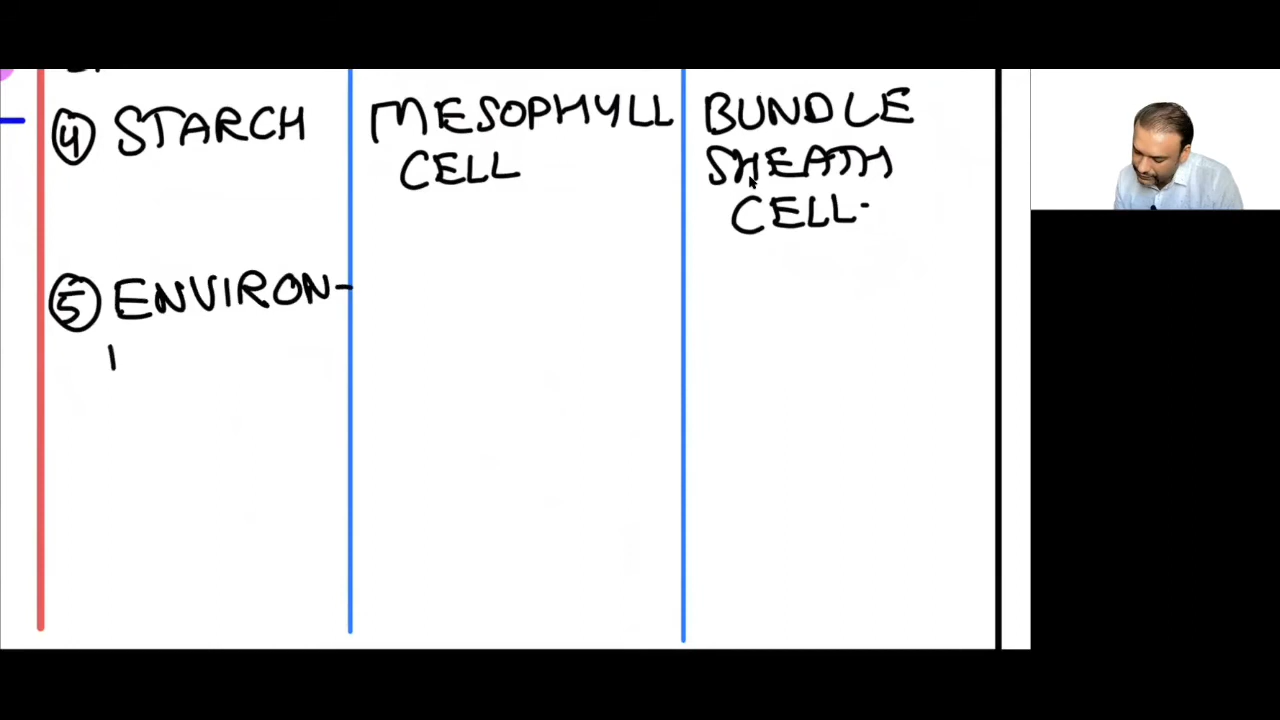 ④ STARCH
MESOPHYLL
CELL
BUNDLE
SHEATH
CELL.
⑤ ENVIRON-